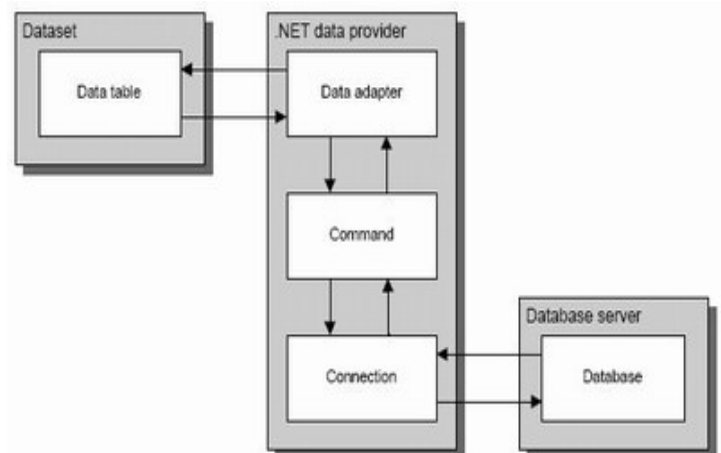 Dataset
Data table
.NET data provider
Data adapter
Command
Connection
Database server
Database